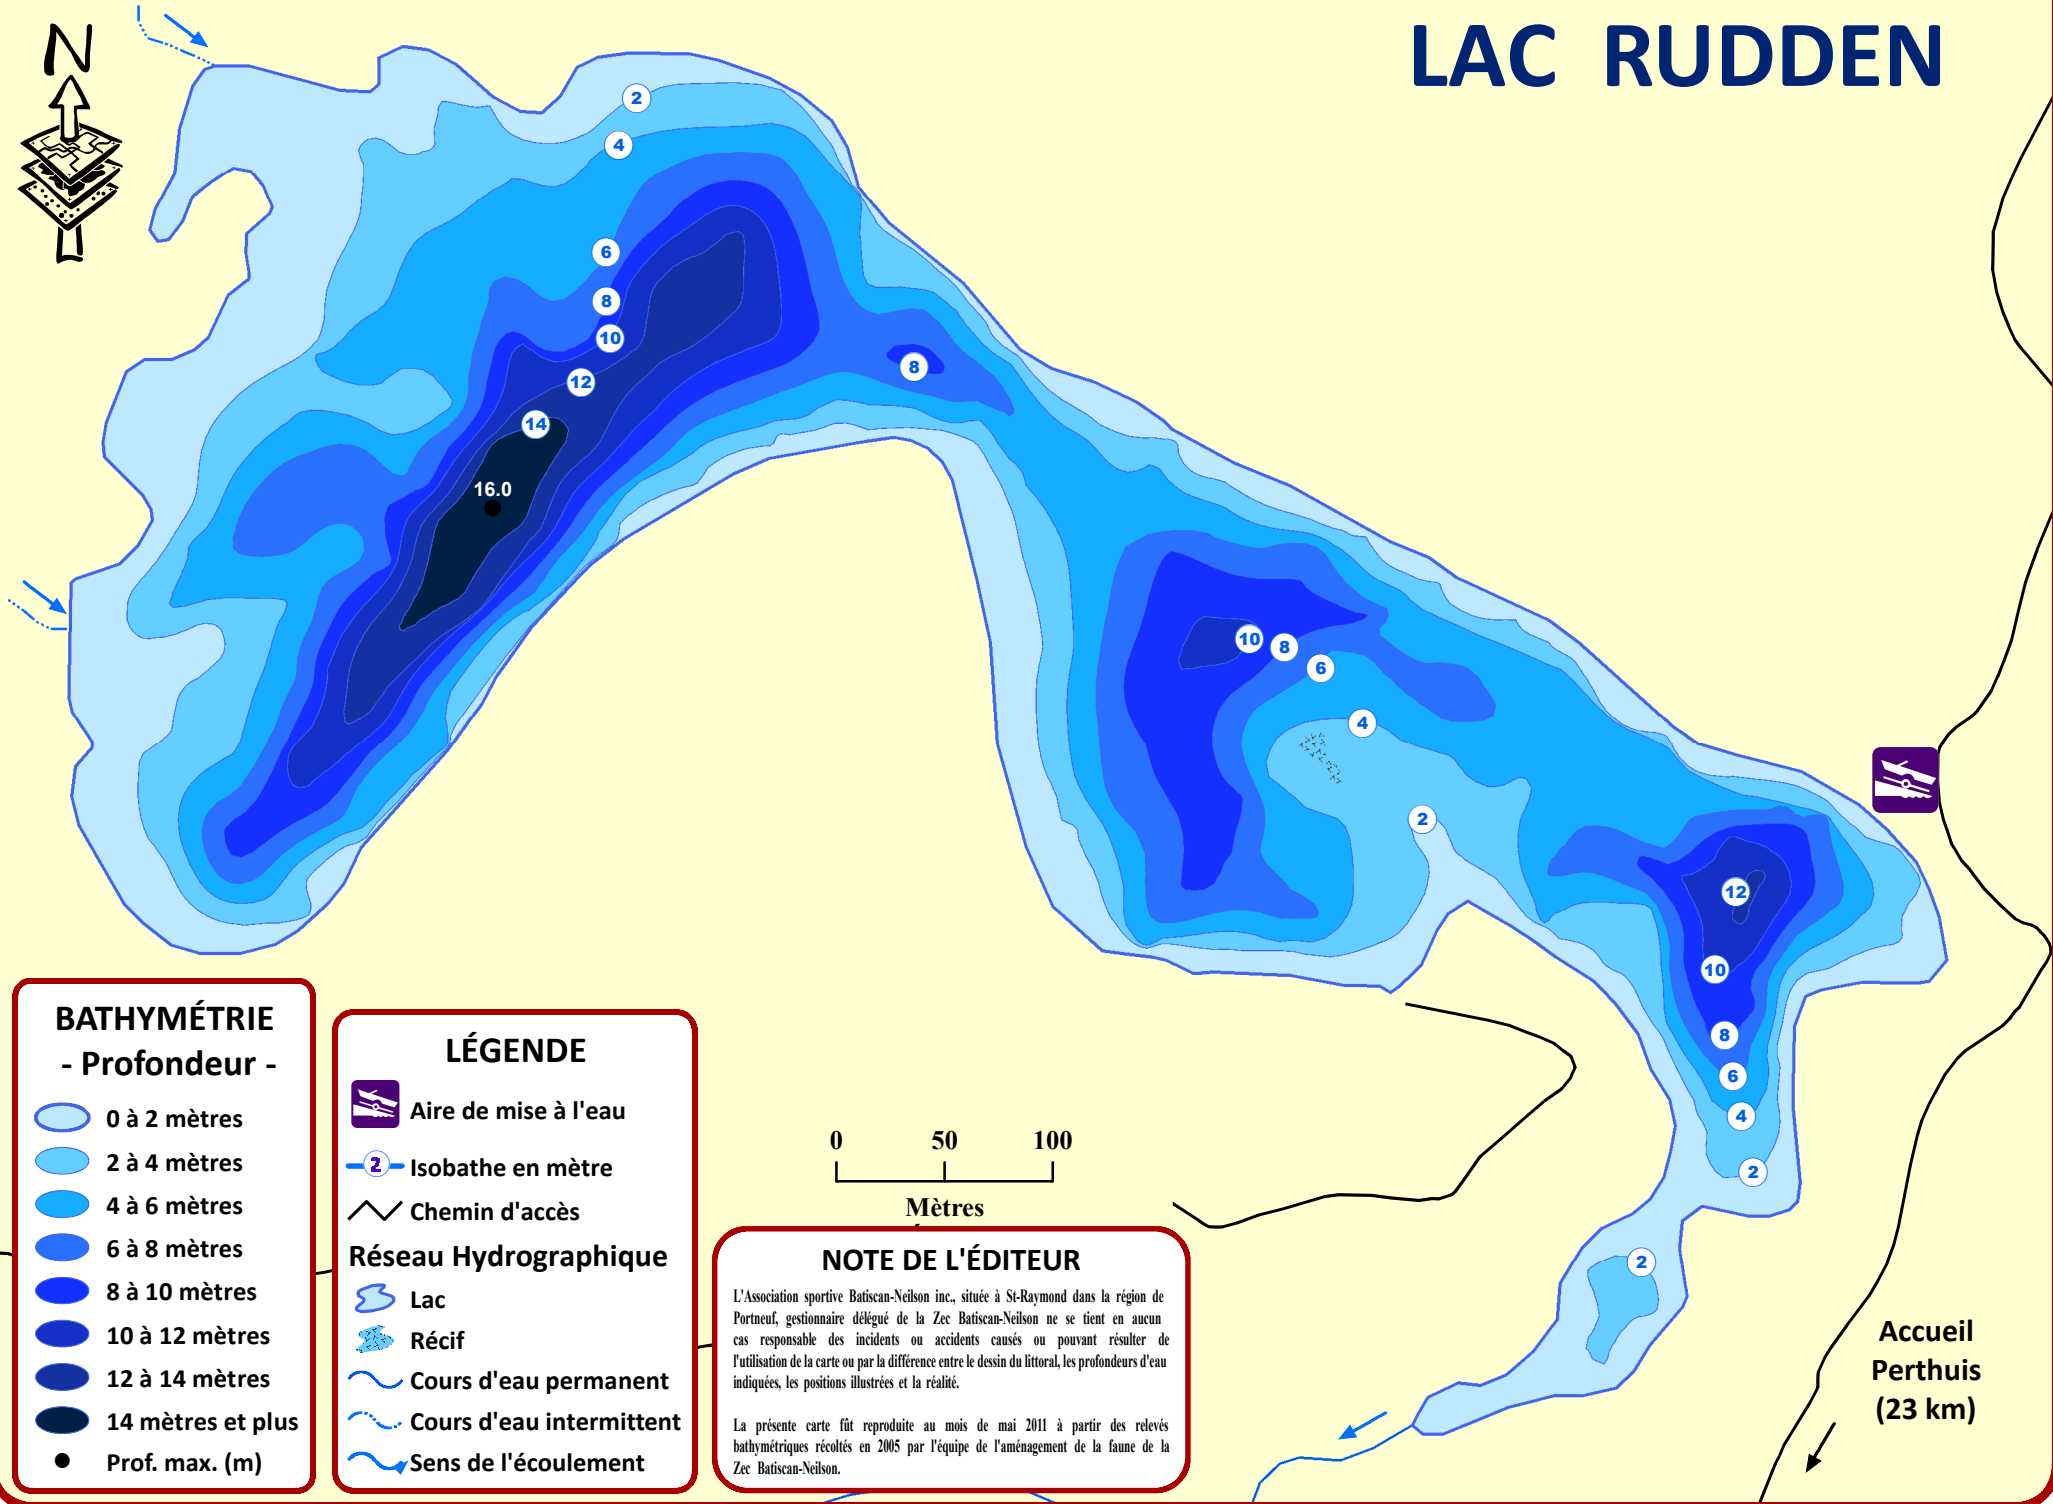 LAC RUDDEN
N
2
4
6
8
10
12
14
16.0
8
10
8
6
4
2
12
10
8
6
4
2
2
BATHYMÉTRIE
- Profondeur -
0 à 2 mètres
2 à 4 mètres
4 à 6 mètres
6 à 8 mètres
8 à 10 mètres
10 à 12 mètres
12 à 14 mètres
14 mètres et plus
Prof. max. (m)
LÉGENDE
Aire de mise à l'eau
2
Isobathe en mètre
Chemin d'accès
Réseau Hydrographique
Lac
Récif
Cours d'eau permanent
Cours d'eau intermittent
Sens de l'écoulement
0 50 100
Mètres
NOTE DE L'ÉDITEUR
L'Association sportive Batiscan-Neilson inc., située à St-Raymond dans la région de
Portneuf, gestionnaire délégué de la Zec Batiscan-Neilson ne se tient en aucun
cas responsable des incidents ou accidents causés ou pouvant résulter de
l'utilisation de la carte ou par la différence entre le dessin du littoral, les profondeurs d'eau
indiquées, les positions illustrées et la réalité.
La présente carte fût reproduite au mois de mai 2011 à partir des relevés
bathymétriques récoltés en 2005 par l'équipe de l'aménagement de la faune de la
Zec Batiscan-Neilson.
Accueil
Perthuis
(23 km)